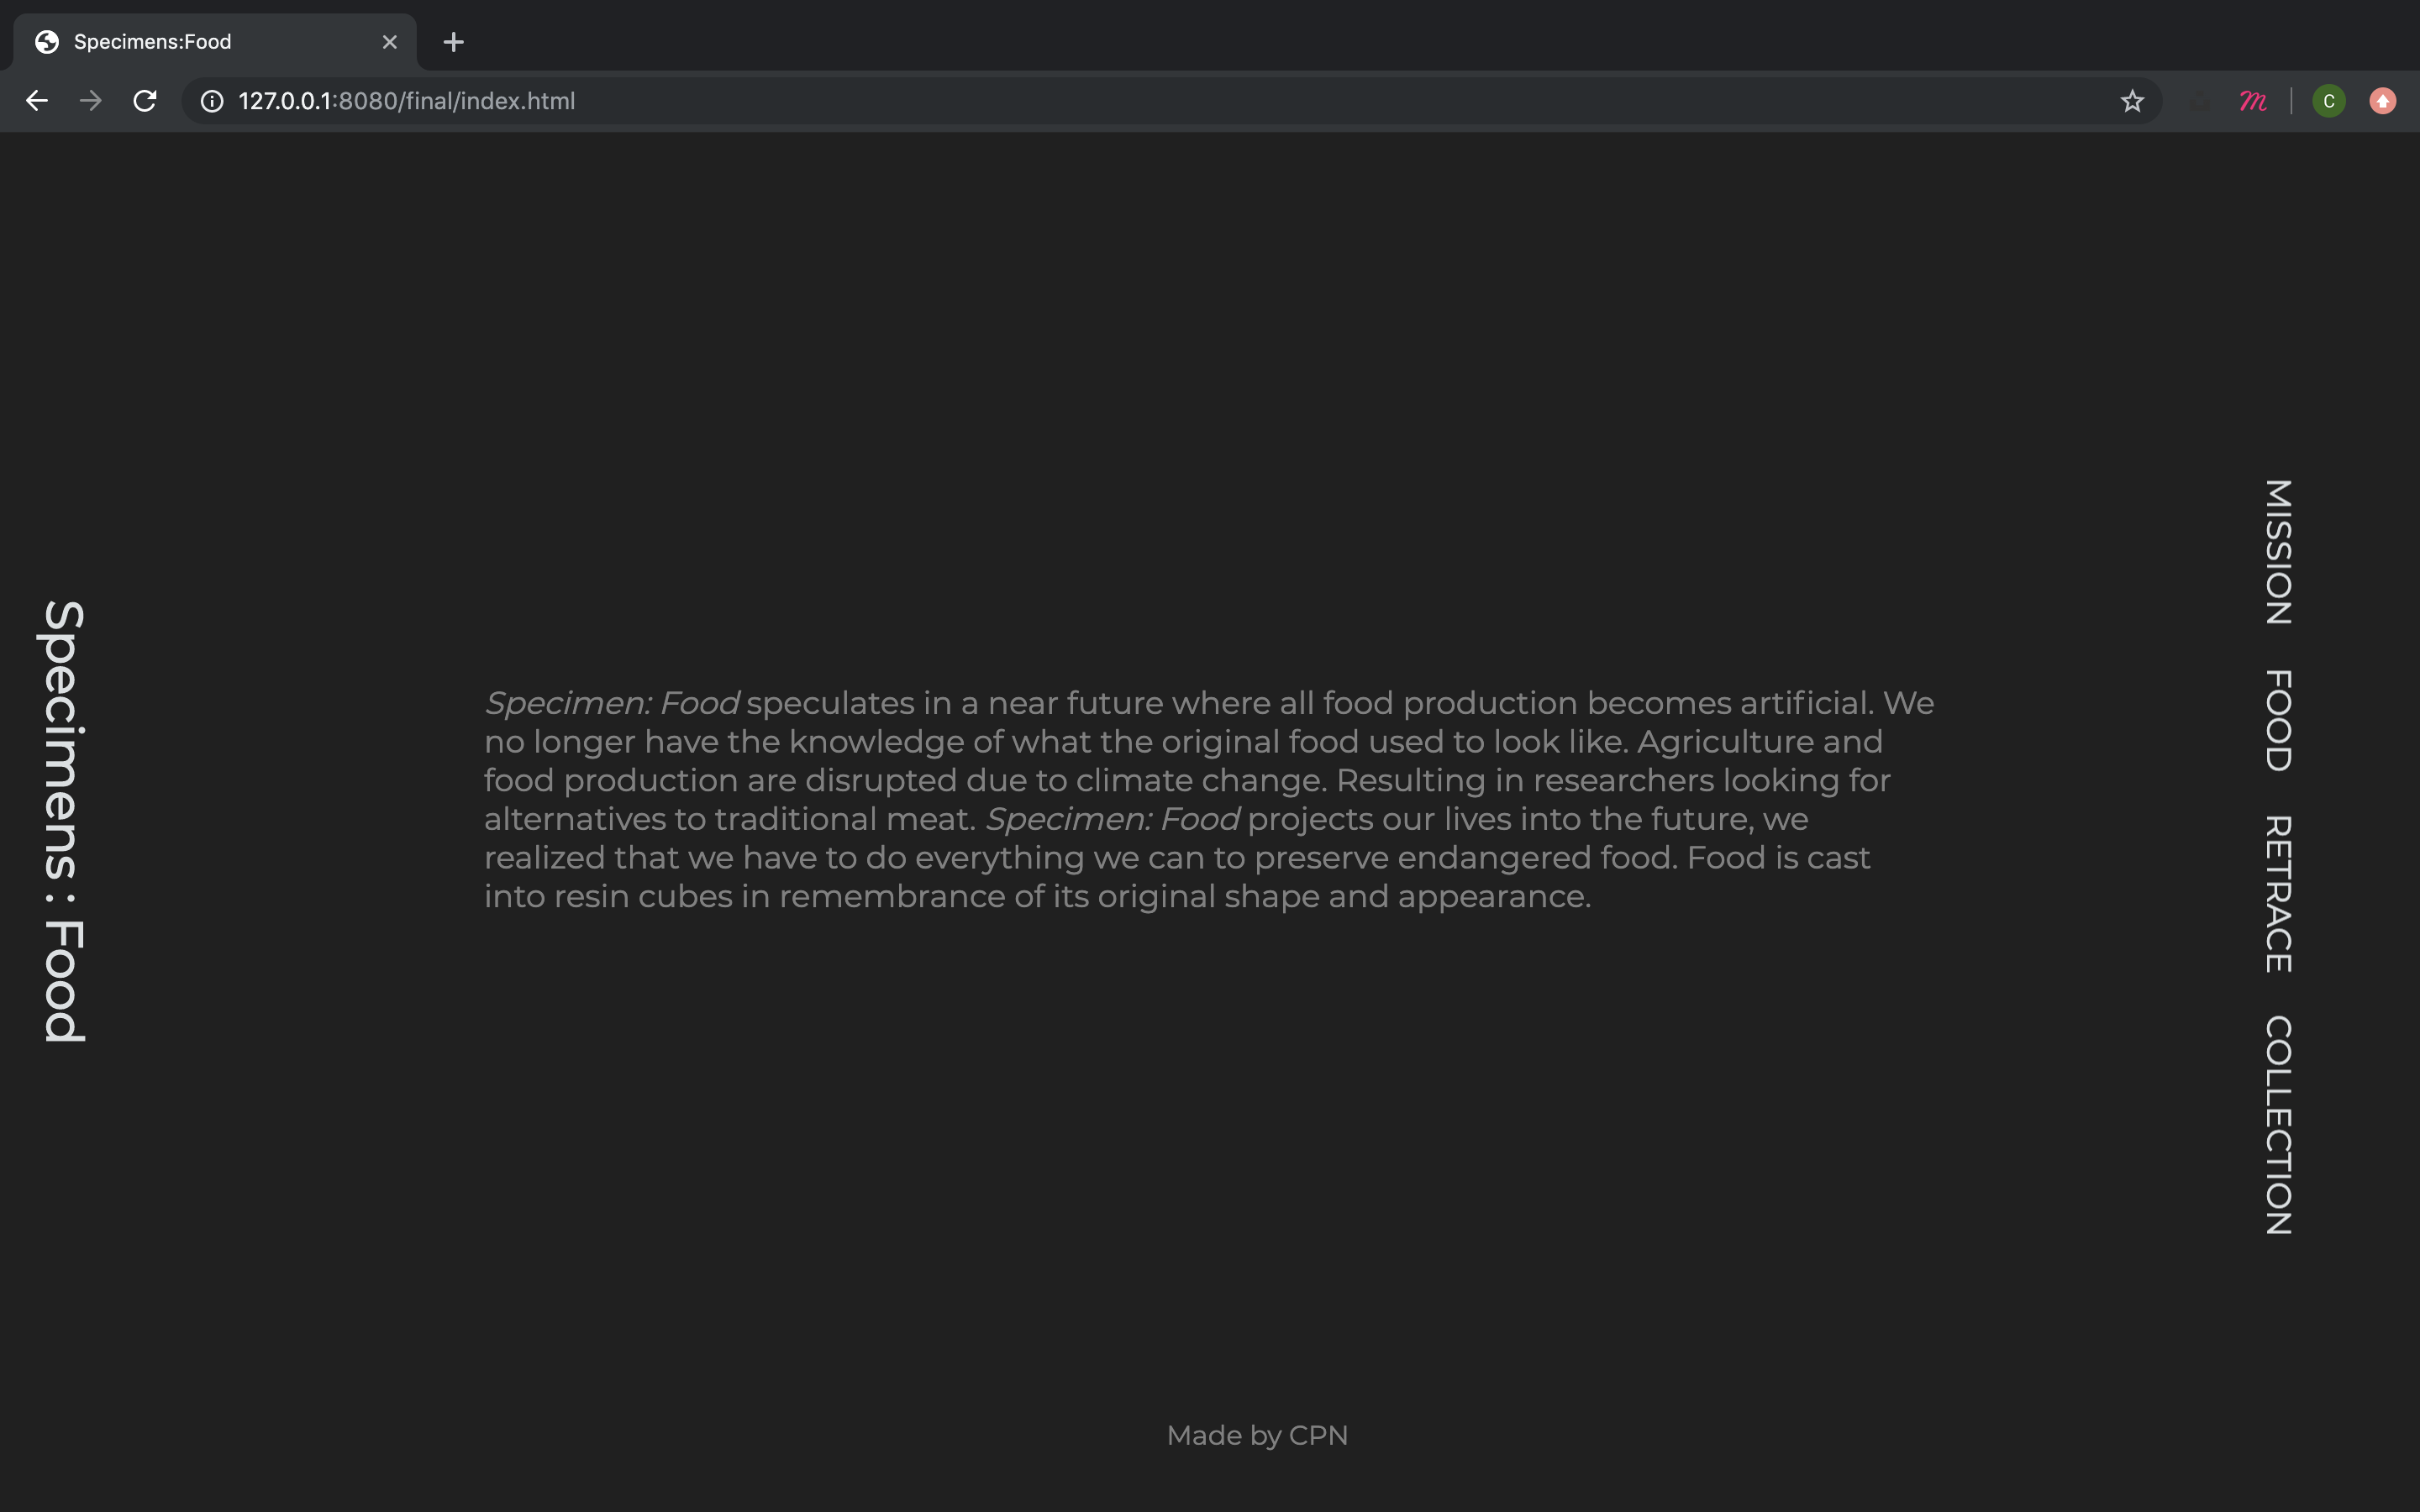 Specimens:Food
127.0.0.1:8080/final/index.html
C
Specimens : Food
Specimen: Food speculates in a near future where all food production becomes artificial. We
no longer have the knowledge of what the original food used to look like. Agriculture and
food production are disrupted due to climate change. Resulting in researchers looking for
alternatives to traditional meat. Specimen: Food projects our lives into the future, we
realized that we have to do everything we can to preserve endangered food. Food is cast
into resin cubes in remembrance of its original shape and appearance.
MISSION
FOOD
RETRACE
COLLECTION
Made by CPN